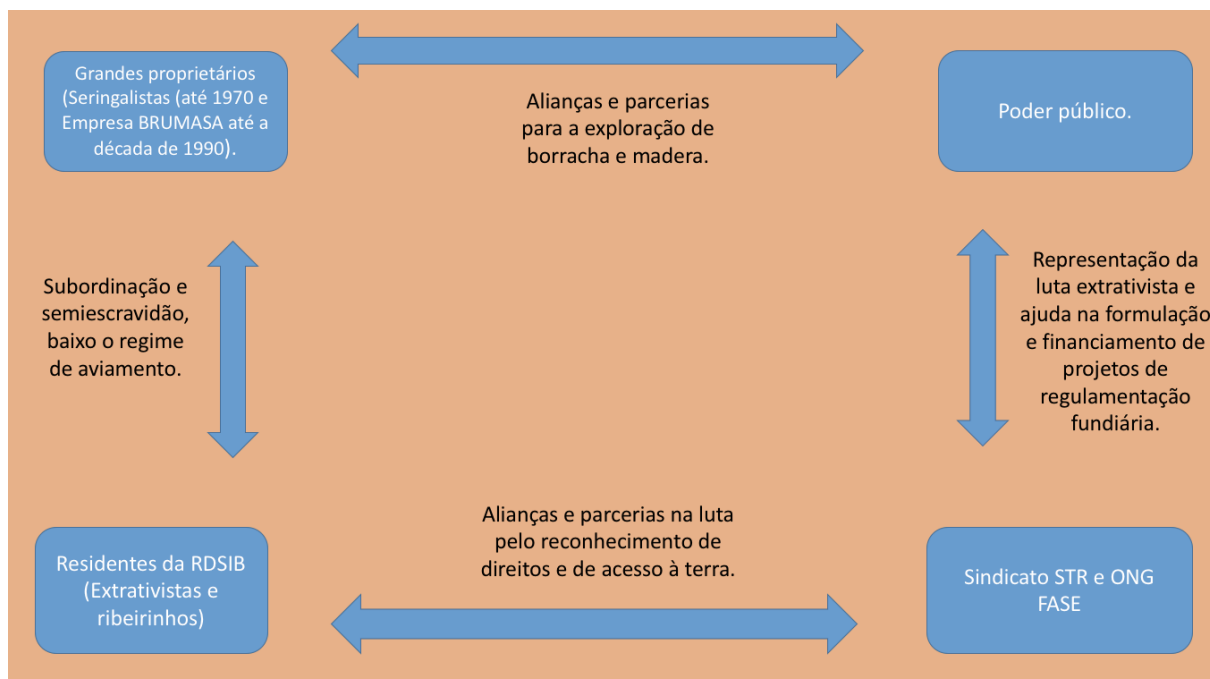 Grandes proprietários
(Seringalistas (até 1970 e
Empresa BRUMASA até a
década de 1990).
Alianças e parcerias
para a exploração de
borracha e madera.
Poder público.
Subordinação e
semiescravidão,
baixo o regime
de aviamento.
Representação da
luta extrativista e
ajuda na formulação
e financiamento de
projetos de
regulamentação
fundiária.
Residentes da RDSIB
(Extrativistas e
ribeirinhos)
Alianças e parcerias na luta
pelo reconhecimento de
direitos e de acesso à terra.
Sindicato STR e ONG
FASE